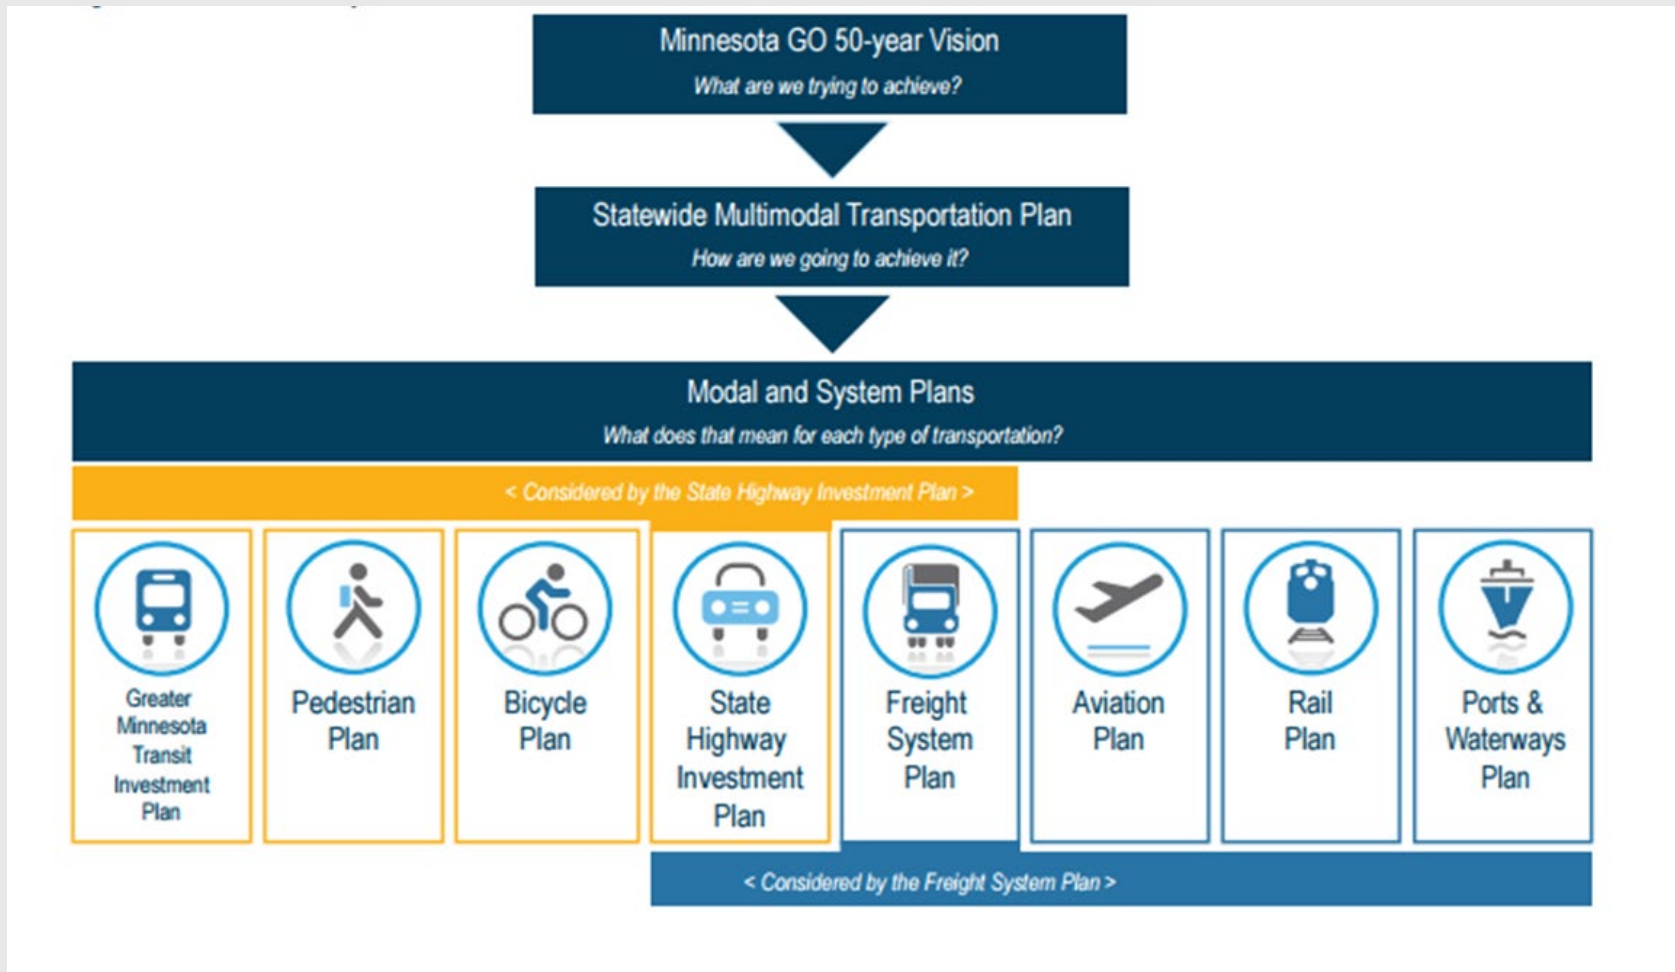 Minnesota GO 50-year Vision
What are we trying to achieve?
Statewide Multimodal Transportation Plan
How are we going to achieve it?
Modal and System Plans
What does that mean for each type of transportation?
< Considered by the State Highway Investment Plan >
Greater
Minnesota
Transit
Investment
Plan
Pedestrian
Plan
Bicycle
Plan
State
Highway
Investment
Plan
Freight
System
Plan
Aviation
Plan
Rail
Plan
Ports &
Waterways
Plan
< Considered by the Freight System Plan >